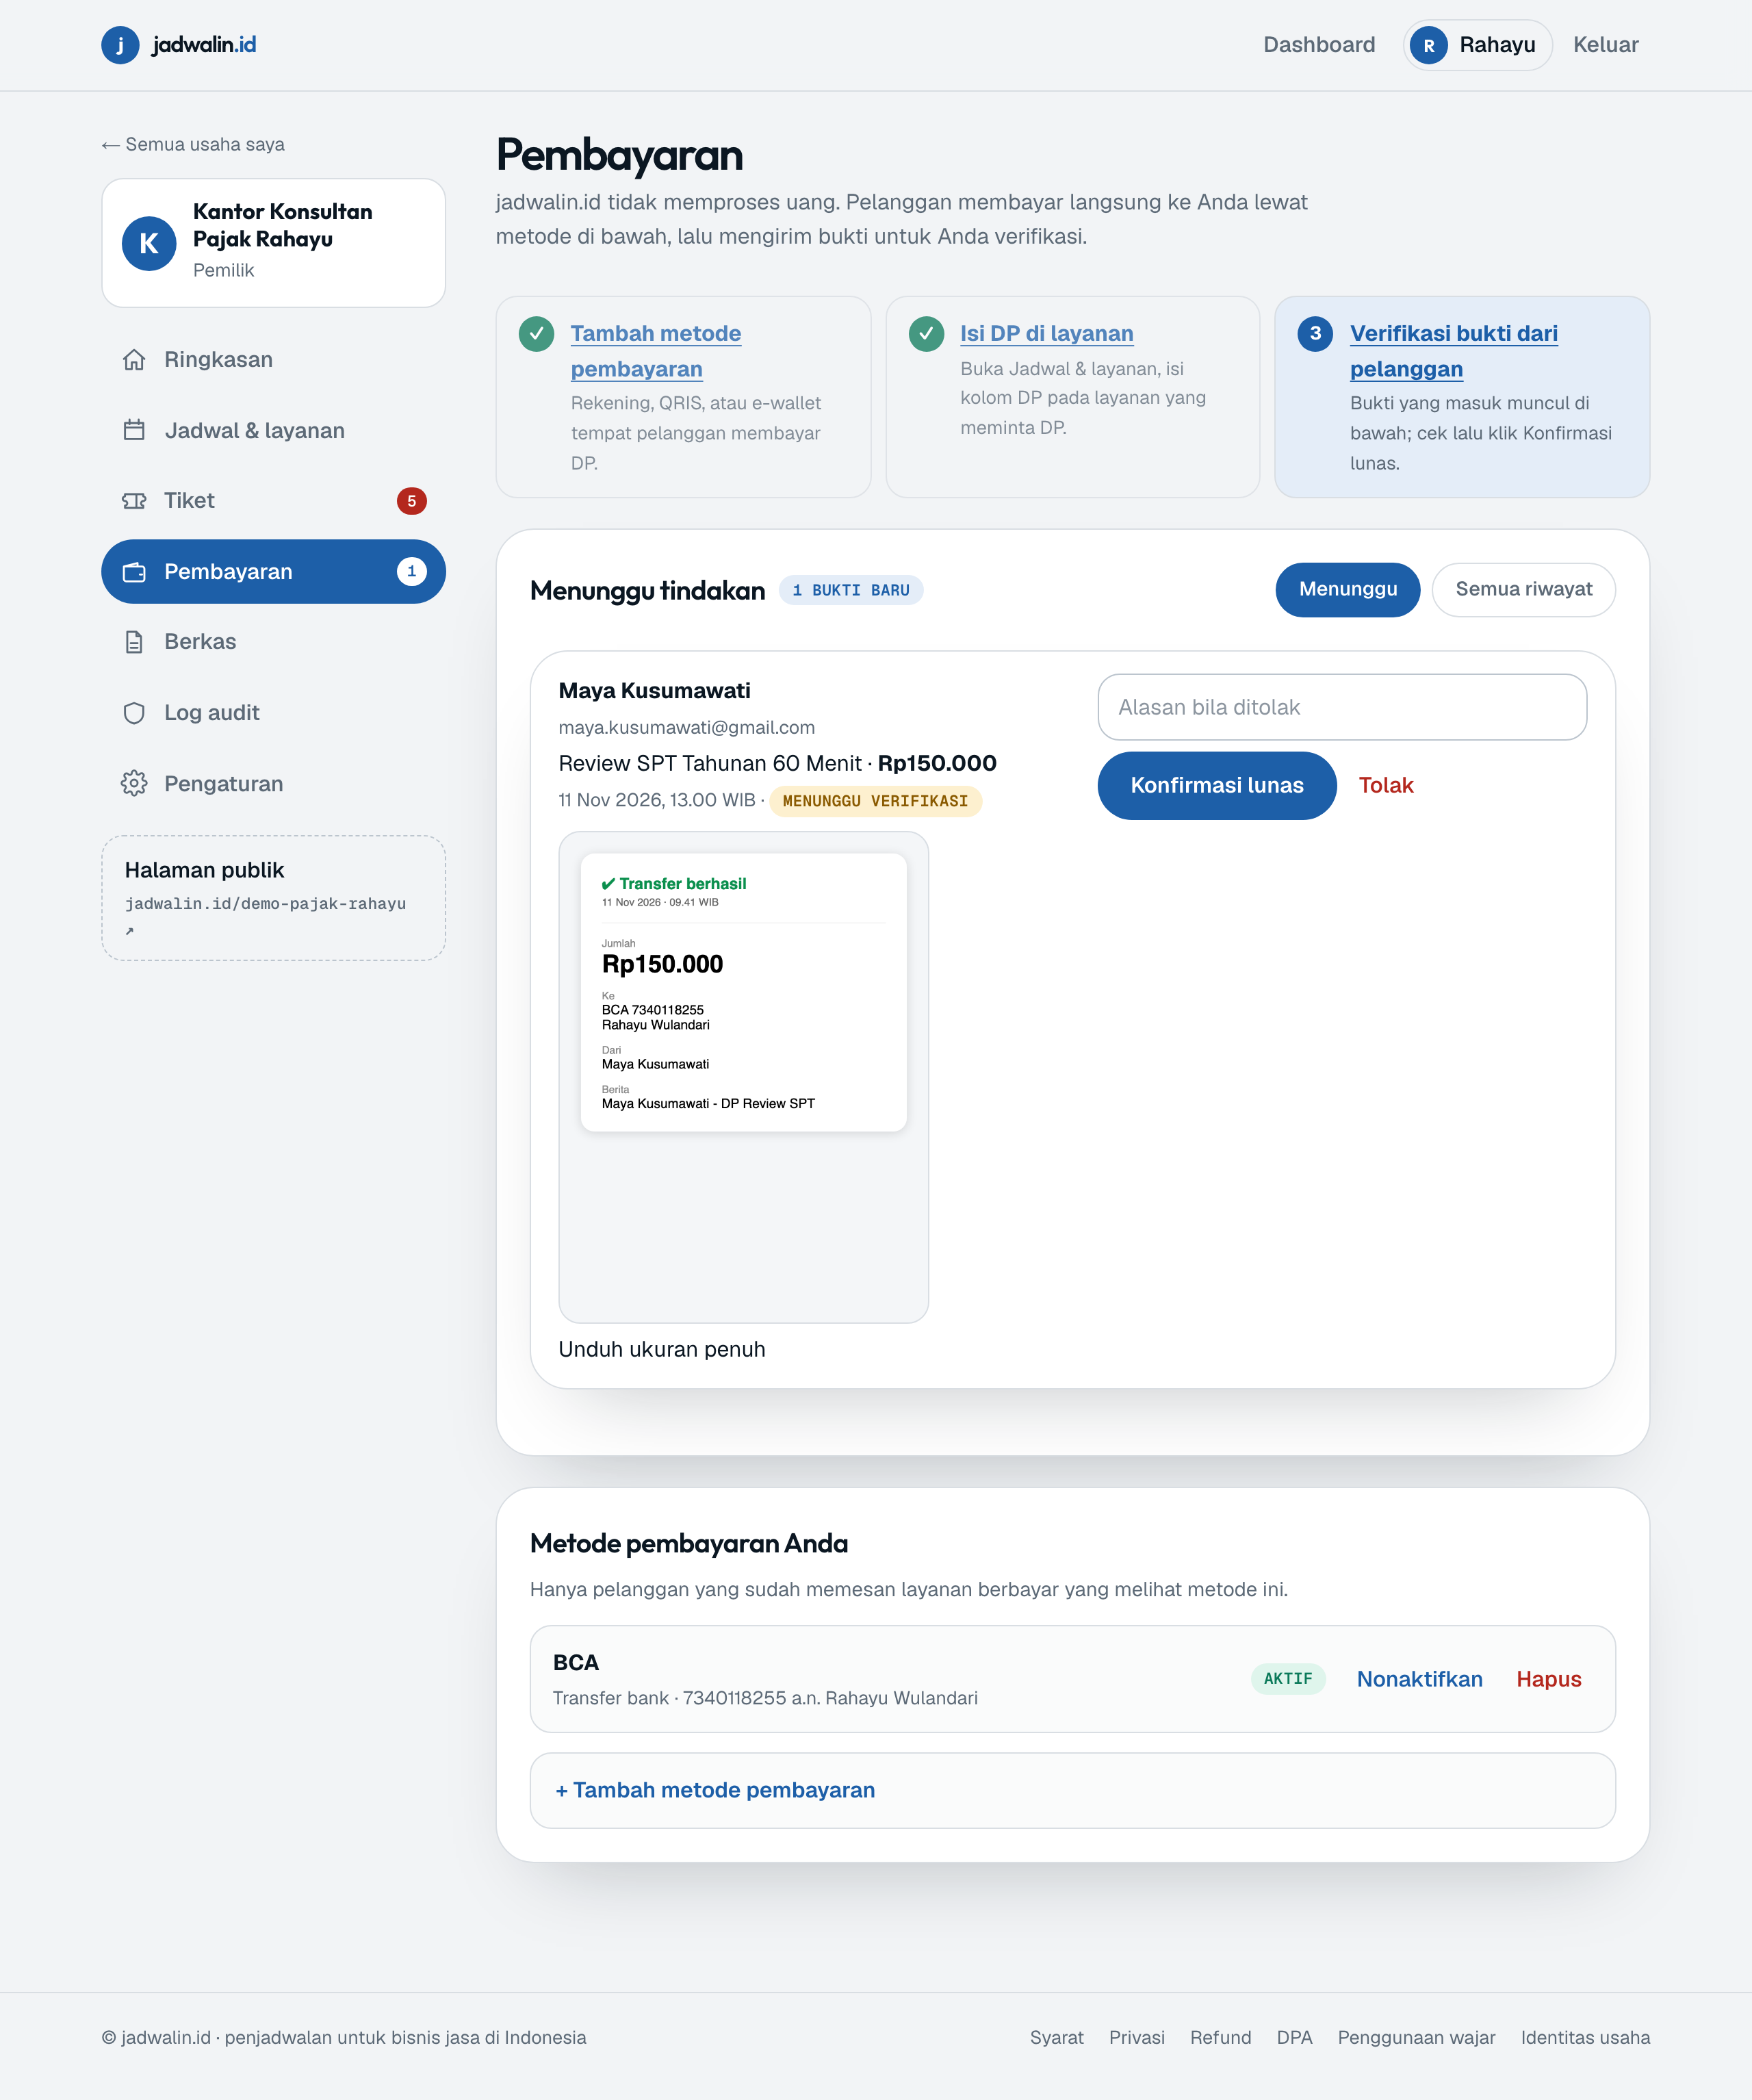 j jadwalin.id
Dashboard
R Rahayu
Keluar
← Semua usaha saya
K
Kantor Konsultan
Pajak Rahayu
Pemilik
Ringkasan
Jadwal & layanan
Tiket 5
Pembayaran 1
Berkas
Log audit
Pengaturan
Halaman publik
jadwalin.id/demo-pajak-rahayu
↗
Pembayaran
jadwalin.id tidak memproses uang. Pelanggan membayar langsung ke Anda lewat
metode di bawah, lalu mengirim bukti untuk Anda verifikasi.
Tambah metode
pembayaran
Rekening, QRIS, atau e-wallet
tempat pelanggan membayar
DP.
Isi DP di layanan
Buka Jadwal & layanan, isi
kolom DP pada layanan yang
meminta DP.
3
Verifikasi bukti dari
pelanggan
Bukti yang masuk muncul di
bawah; cek lalu klik Konfirmasi
lunas.
Menunggu tindakan
1 BUKTI BARU
Menunggu
Semua riwayat
Maya Kusumawati
maya.kusumawati@gmail.com
Review SPT Tahunan 60 Menit · Rp150.000
11 Nov 2026, 13.00 WIB · MENUNGGU VERIFIKASI
✔ Transfer berhasil
11 Nov 2026 · 09.41 WIB
Jumlah
Rp150.000
Ke
BCA 7340118255
Rahayu Wulandari
Dari
Maya Kusumawati
Berita
Maya Kusumawati - DP Review SPT
Unduh ukuran penuh
Alasan bila ditolak
Konfirmasi lunas
Tolak
Metode pembayaran Anda
Hanya pelanggan yang sudah memesan layanan berbayar yang melihat metode ini.
BCA
Transfer bank · 7340118255 a.n. Rahayu Wulandari
AKTIF
Nonaktifkan
Hapus
+ Tambah metode pembayaran
© jadwalin.id · penjadwalan untuk bisnis jasa di Indonesia
Syarat
Privasi
Refund
DPA
Penggunaan wajar
Identitas usaha